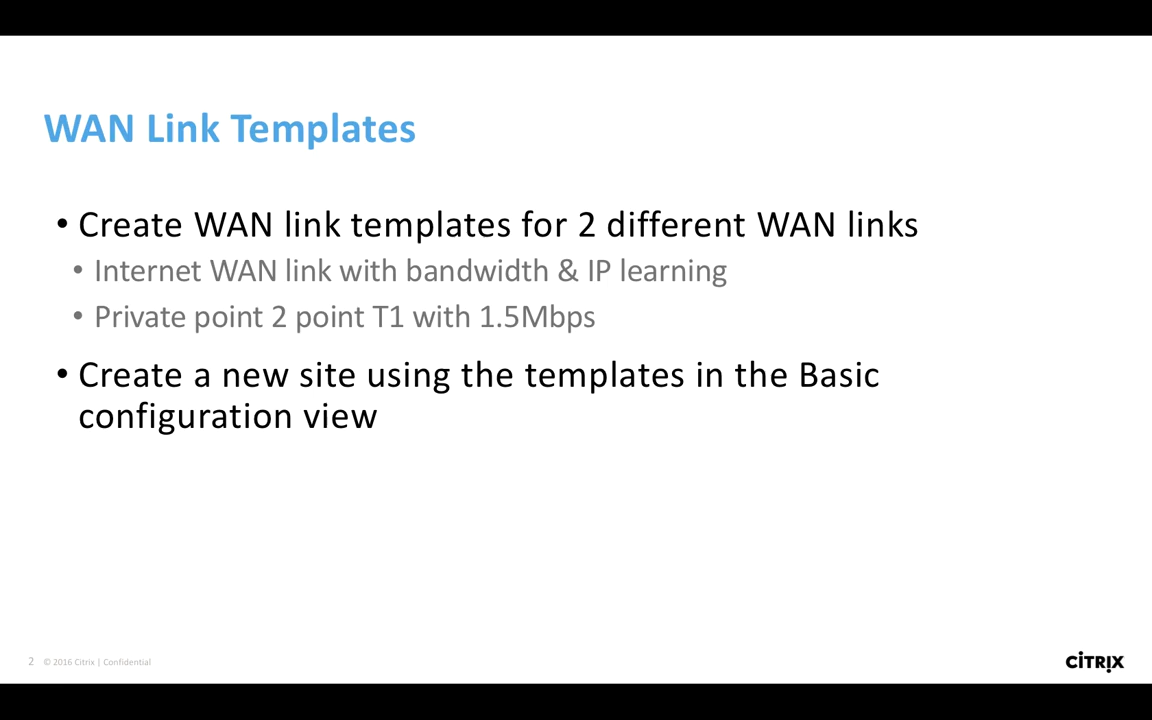 WAN Link Templates
• Create WAN link templates for 2 different WAN links
• Internet WAN link with bandwidth & IP learning
• Private point 2 point T1 with 1.5Mbps
• Create a new site using the templates in the Basic
configuration view
2 © 2016 Citrix | Confidential
CITRIX